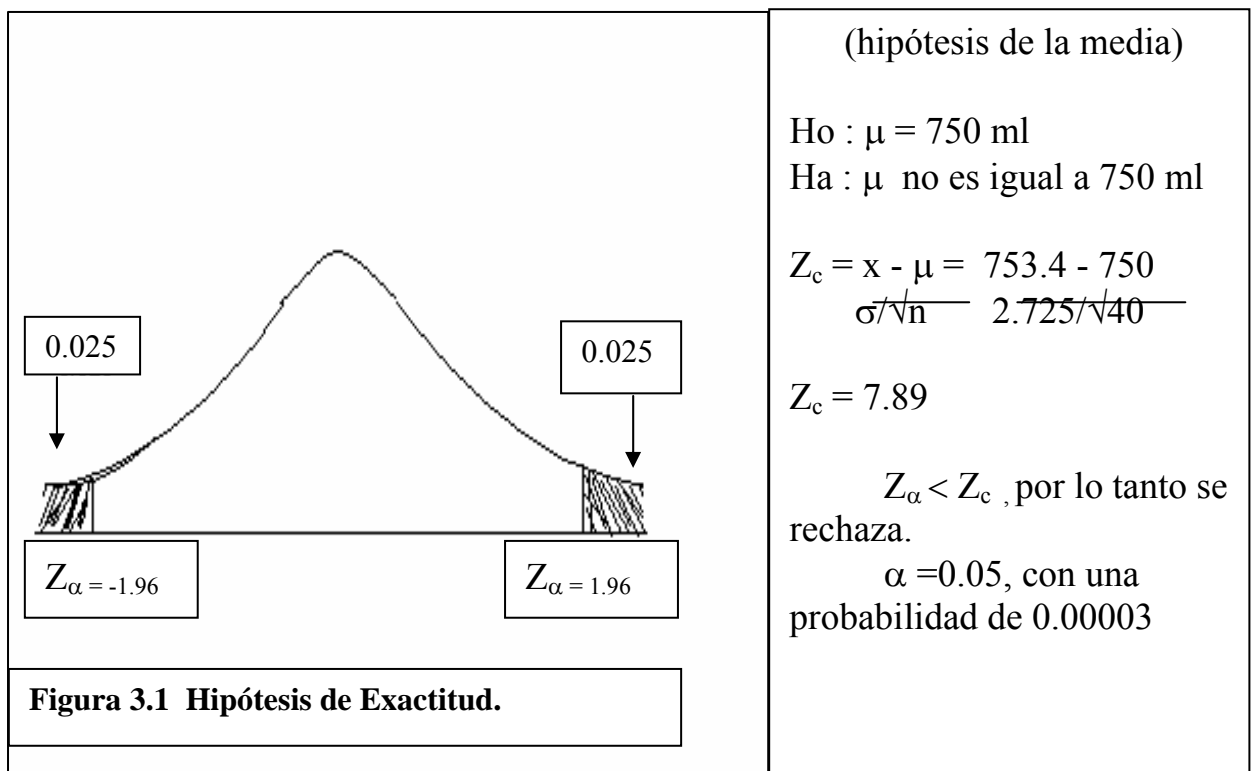 0.025
0.025
Zα = -1.96
Zα = 1.96
Figura 3.1 Hipótesis de Exactitud.
(hipótesis de la media)
Ho : μ = 750 ml
Ha : μ no es igual a 750 ml
Zc = x - μ = 753.4 - 750
σ/√n 2.725/√40
Zc = 7.89
Zα < Zc , por lo tanto se
rechaza.
α =0.05, con una
probabilidad de 0.00003